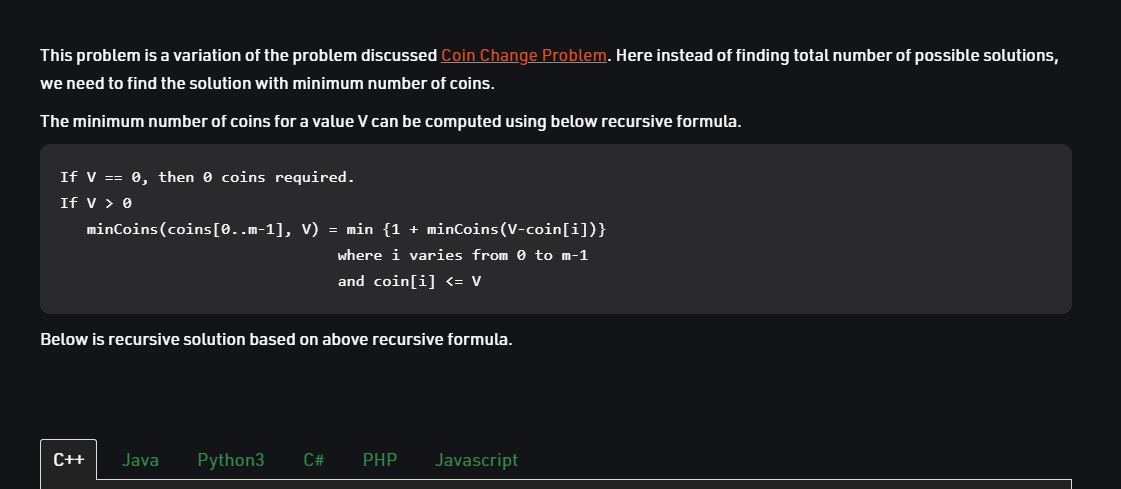 This problem is a variation of the problem discussed Coin Change Problem. Here instead of finding total number of possible solutions,
we need to find the solution with minimum number of coins.
The minimum number of coins for a value V can be computed using below recursive formula.
If V == 0, then 0 coins required.
If V > 0
minCoins(coins[0..m-1], V) = min {1 + minCoins(V-coin[i])}
where i varies from 0 to m-1
and coin[i] <= V
Below is recursive solution based on above recursive formula.
C++ Java Python3 C# PHP Javascript